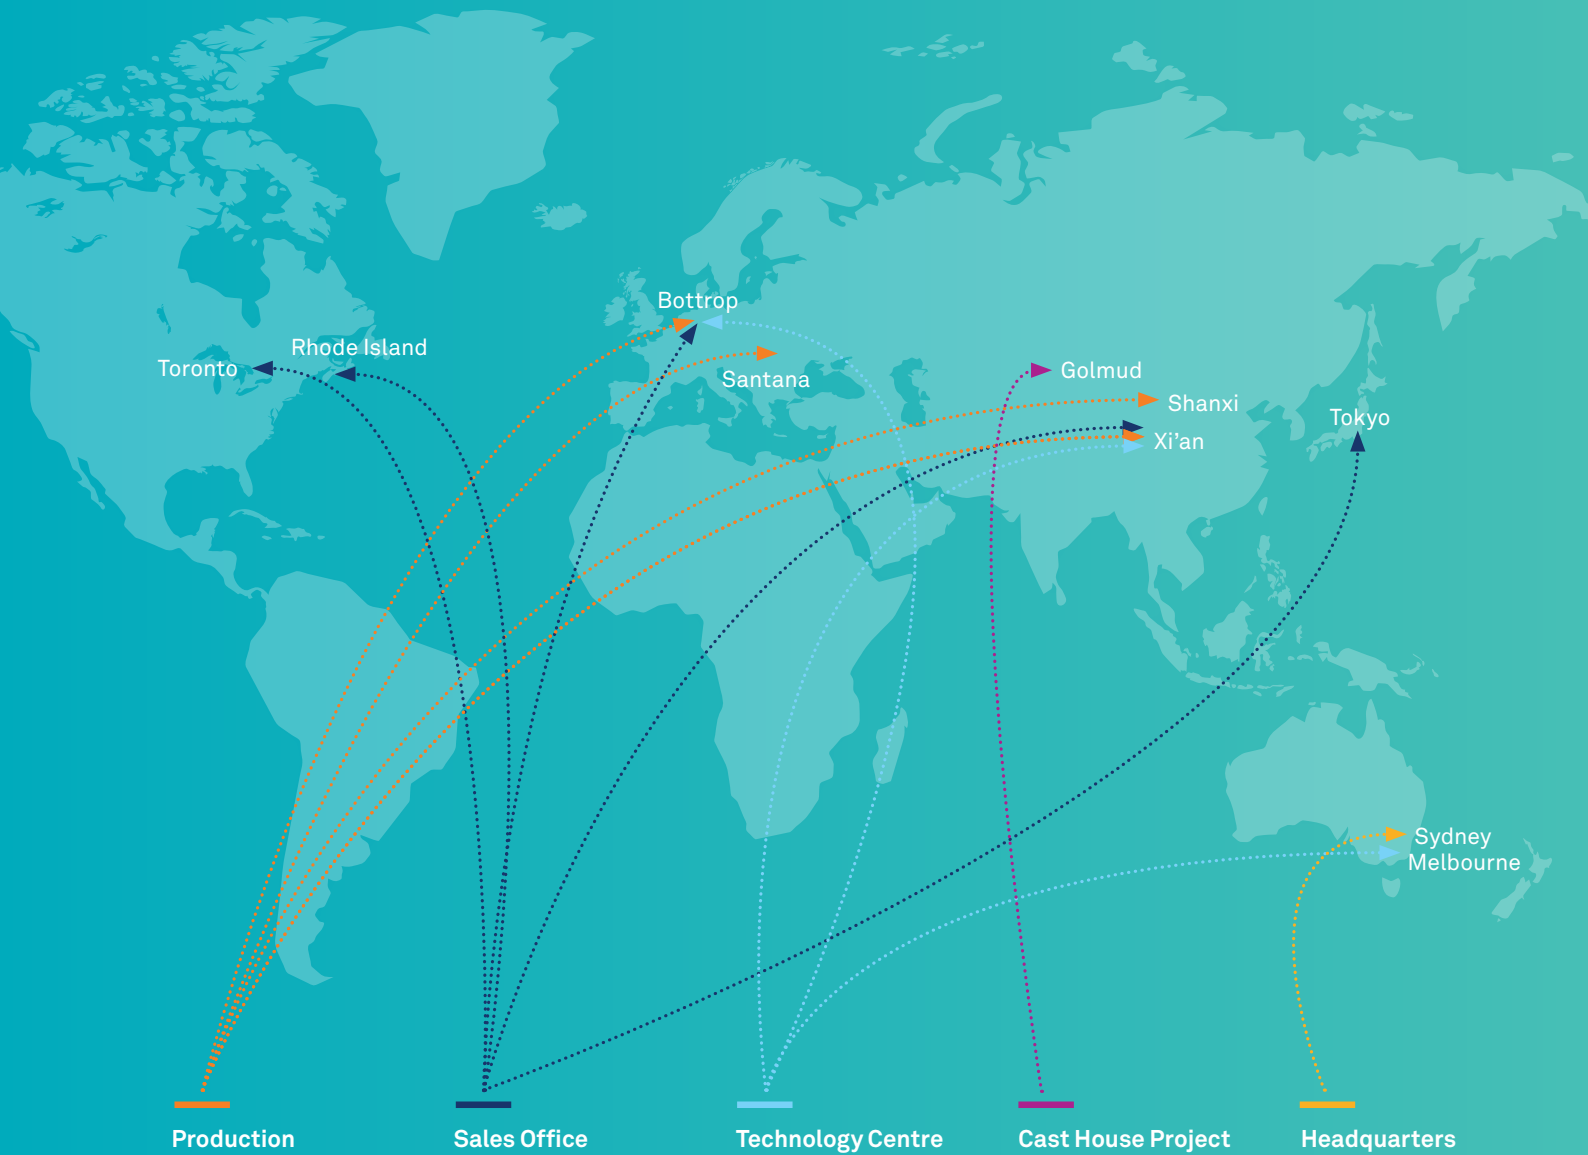 Bottrop
Rhode Island
Toronto
Santana
Golmud
Shanxi
Tokyo
Xi’an
Sydney
Melbourne
Production
Sales Office
Technology Centre
Cast House Project
Headquarters